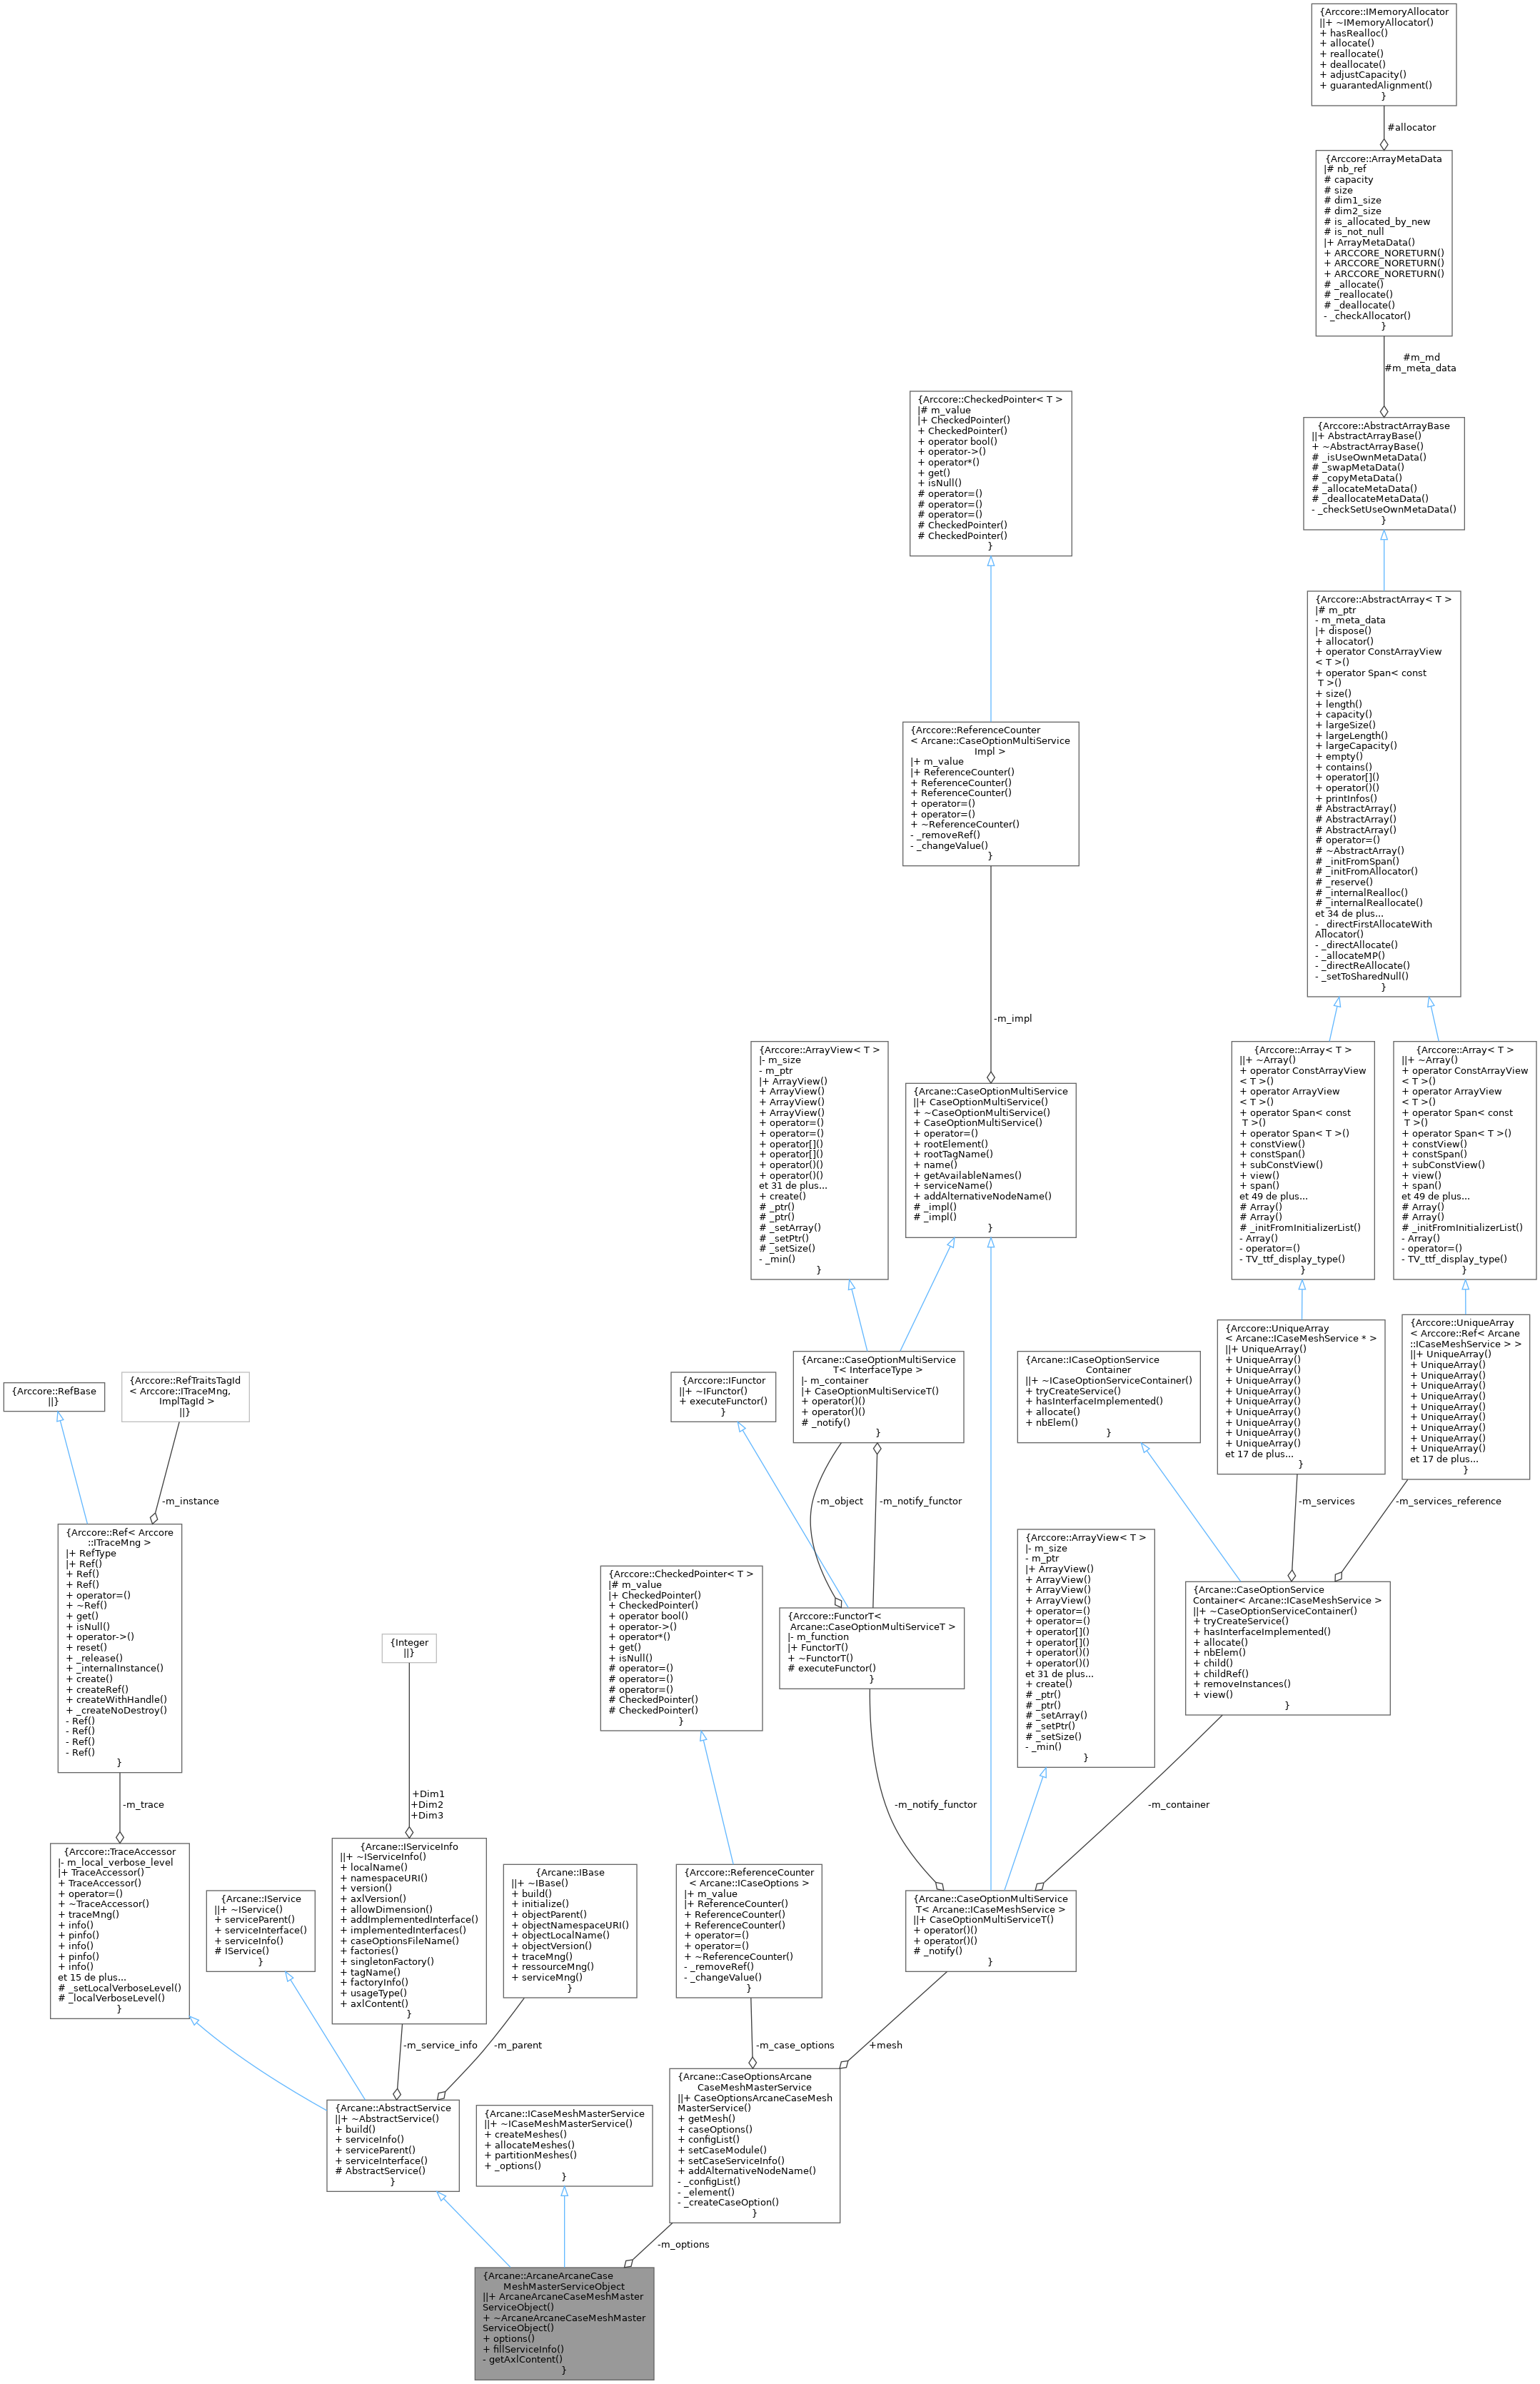 {Arccore::IMemoryAllocator
||+ ~IMemoryAllocator()
+ hasRealloc()
+ allocate()
+ reallocate()
+ deallocate()
+ adjustCapacity()
+ guarantedAlignment()
}
#allocator
{Arccore::ArrayMetaData
|# nb_ref
# capacity
# size
# dim1_size
# dim2_size
# is_allocated_by_new
# is_not_null
|+ ArrayMetaData()
+ ARCCORE_NORETURN()
+ ARCCORE_NORETURN()
+ ARCCORE_NORETURN()
# _allocate()
# _reallocate()
# _deallocate()
- _checkAllocator()
}
#m_md
#m_meta_data
{Arccore::CheckedPointer< T >
|# m_value
|+ CheckedPointer()
+ CheckedPointer()
+ operator bool()
+ operator->()
+ operator*()
+ get()
+ isNull()
# operator=()
# operator=()
# operator=()
# CheckedPointer()
# CheckedPointer()
}
{Arccore::AbstractArrayBase
||+ AbstractArrayBase()
+ ~AbstractArrayBase()
# _isUseOwnMetaData()
# _swapMetaData()
# _copyMetaData()
# _allocateMetaData()
# _deallocateMetaData()
- _checkSetUseOwnMetaData()
}
{Arccore::AbstractArray< T >
|# m_ptr
- m_meta_data
|+ dispose()
+ allocator()
+ operator ConstArrayView
< T >()
+ operator Span< const
T >()
+ size()
+ length()
+ capacity()
+ largeSize()
+ largeLength()
+ largeCapacity()
+ empty()
+ contains()
+ operator[]()
+ operator()()
+ printInfos()
# AbstractArray()
# AbstractArray()
# AbstractArray()
# operator=()
# ~AbstractArray()
# _initFromSpan()
# _initFromAllocator()
# _reserve()
# _internalRealloc()
# _internalReallocate()
et 34 de plus...
- _directFirstAllocateWith
Allocator()
- _directAllocate()
- _allocateMP()
- _directReAllocate()
- _setToSharedNull()
}
{Arccore::ReferenceCounter
< Arcane::CaseOptionMultiService
Impl >
|+ m_value
|+ ReferenceCounter()
+ ReferenceCounter()
+ ReferenceCounter()
+ operator=()
+ operator=()
+ ~ReferenceCounter()
- _removeRef()
- _changeValue()
}
-m_impl
{Arccore::ArrayView< T >
|- m_size
- m_ptr
|+ ArrayView()
+ ArrayView()
+ ArrayView()
+ ArrayView()
+ operator=()
+ operator=()
+ operator[]()
+ operator[]()
+ operator()()
+ operator()()
et 31 de plus...
+ create()
# _ptr()
# _ptr()
# _setArray()
# _setPtr()
# _setSize()
- _min()
}
{Arcane::CaseOptionMultiService
||+ CaseOptionMultiService()
+ ~CaseOptionMultiService()
+ CaseOptionMultiService()
+ operator=()
+ rootElement()
+ rootTagName()
+ name()
+ getAvailableNames()
+ serviceName()
+ addAlternativeNodeName()
# _impl()
# _impl()
}
{Arccore::Array< T >
||+ ~Array()
+ operator ConstArrayView
< T >()
+ operator ArrayView
< T >()
+ operator Span< const
T >()
+ operator Span< T >()
+ constView()
+ constSpan()
+ subConstView()
+ view()
+ span()
et 49 de plus...
# Array()
# Array()
# _initFromInitializerList()
- Array()
- operator=()
- TV_ttf_display_type()
}
{Arccore::Array< T >
||+ ~Array()
+ operator ConstArrayView
< T >()
+ operator ArrayView
< T >()
+ operator Span< const
T >()
+ operator Span< T >()
+ constView()
+ constSpan()
+ subConstView()
+ view()
+ span()
et 49 de plus...
# Array()
# Array()
# _initFromInitializerList()
- Array()
- operator=()
- TV_ttf_display_type()
}
{Arccore::RefBase
||}
{Arccore::RefTraitsTagId
< Arccore::ITraceMng,
ImplTagId >
||}
{Arccore::IFunctor
||+ ~IFunctor()
+ executeFunctor()
}
{Arcane::CaseOptionMultiService
T< InterfaceType >
|- m_container
|+ CaseOptionMultiServiceT()
+ operator()()
+ operator()()
# _notify()
}
{Arcane::ICaseOptionService
Container
||+ ~ICaseOptionServiceContainer()
+ tryCreateService()
+ hasInterfaceImplemented()
+ allocate()
+ nbElem()
}
{Arccore::UniqueArray
< Arcane::ICaseMeshService * >
||+ UniqueArray()
+ UniqueArray()
+ UniqueArray()
+ UniqueArray()
+ UniqueArray()
+ UniqueArray()
+ UniqueArray()
+ UniqueArray()
+ UniqueArray()
+ UniqueArray()
et 17 de plus...
}
{Arccore::UniqueArray
< Arccore::Ref< Arcane
::ICaseMeshService > >
||+ UniqueArray()
+ UniqueArray()
+ UniqueArray()
+ UniqueArray()
+ UniqueArray()
+ UniqueArray()
+ UniqueArray()
+ UniqueArray()
+ UniqueArray()
+ UniqueArray()
et 17 de plus...
}
-m_instance
-m_object
-m_notify_functor
-m_services
-m_services_reference
{Arccore::Ref< Arccore
::ITraceMng >
|+ RefType
|+ Ref()
+ Ref()
+ Ref()
+ operator=()
+ ~Ref()
+ get()
+ isNull()
+ operator->()
+ reset()
+ _release()
+ _internalInstance()
+ create()
+ createRef()
+ createWithHandle()
+ _createNoDestroy()
- Ref()
- Ref()
- Ref()
- Ref()
}
{Integer
||}
{Arccore::CheckedPointer< T >
|# m_value
|+ CheckedPointer()
+ CheckedPointer()
+ operator bool()
+ operator->()
+ operator*()
+ get()
+ isNull()
# operator=()
# operator=()
# operator=()
# CheckedPointer()
# CheckedPointer()
}
{Arccore::FunctorT<
Arcane::CaseOptionMultiServiceT >
|- m_function
|+ FunctorT()
+ ~FunctorT()
# executeFunctor()
}
{Arccore::ArrayView< T >
|- m_size
- m_ptr
|+ ArrayView()
+ ArrayView()
+ ArrayView()
+ ArrayView()
+ operator=()
+ operator=()
+ operator[]()
+ operator[]()
+ operator()()
+ operator()()
et 31 de plus...
+ create()
# _ptr()
# _ptr()
# _setArray()
# _setPtr()
# _setSize()
- _min()
}
{Arcane::CaseOptionService
Container< Arcane::ICaseMeshService >
||+ ~CaseOptionServiceContainer()
+ tryCreateService()
+ hasInterfaceImplemented()
+ allocate()
+ nbElem()
+ child()
+ childRef()
+ removeInstances()
+ view()
}
-m_trace
+Dim1
+Dim2
+Dim3
-m_notify_functor
-m_container
{Arccore::TraceAccessor
|- m_local_verbose_level
|+ TraceAccessor()
+ TraceAccessor()
+ operator=()
+ ~TraceAccessor()
+ traceMng()
+ info()
+ pinfo()
+ info()
+ pinfo()
+ info()
et 15 de plus...
# _setLocalVerboseLevel()
# _localVerboseLevel()
}
{Arcane::IService
||+ ~IService()
+ serviceParent()
+ serviceInterface()
+ serviceInfo()
# IService()
}
{Arcane::IServiceInfo
||+ ~IServiceInfo()
+ localName()
+ namespaceURI()
+ version()
+ axlVersion()
+ allowDimension()
+ addImplementedInterface()
+ implementedInterfaces()
+ caseOptionsFileName()
+ factories()
+ singletonFactory()
+ tagName()
+ factoryInfo()
+ usageType()
+ axlContent()
}
{Arcane::IBase
||+ ~IBase()
+ build()
+ initialize()
+ objectParent()
+ objectNamespaceURI()
+ objectLocalName()
+ objectVersion()
+ traceMng()
+ ressourceMng()
+ serviceMng()
}
{Arccore::ReferenceCounter
< Arcane::ICaseOptions >
|+ m_value
|+ ReferenceCounter()
+ ReferenceCounter()
+ ReferenceCounter()
+ operator=()
+ operator=()
+ ~ReferenceCounter()
- _removeRef()
- _changeValue()
}
{Arcane::CaseOptionMultiService
T< Arcane::ICaseMeshService >
||+ CaseOptionMultiServiceT()
+ operator()()
+ operator()()
# _notify()
}
-m_service_info
-m_parent
-m_case_options
+mesh
{Arcane::AbstractService
||+ ~AbstractService()
+ build()
+ serviceInfo()
+ serviceParent()
+ serviceInterface()
# AbstractService()
}
{Arcane::ICaseMeshMasterService
||+ ~ICaseMeshMasterService()
+ createMeshes()
+ allocateMeshes()
+ partitionMeshes()
+ _options()
}
{Arcane::CaseOptionsArcane
CaseMeshMasterService
||+ CaseOptionsArcaneCaseMesh
MasterService()
+ getMesh()
+ caseOptions()
+ configList()
+ setCaseModule()
+ setCaseServiceInfo()
+ addAlternativeNodeName()
- _configList()
- _element()
- _createCaseOption()
}
-m_options
{Arcane::ArcaneArcaneCase
MeshMasterServiceObject
||+ ArcaneArcaneCaseMeshMaster
ServiceObject()
+ ~ArcaneArcaneCaseMeshMaster
ServiceObject()
+ options()
+ fillServiceInfo()
- getAxlContent()
}